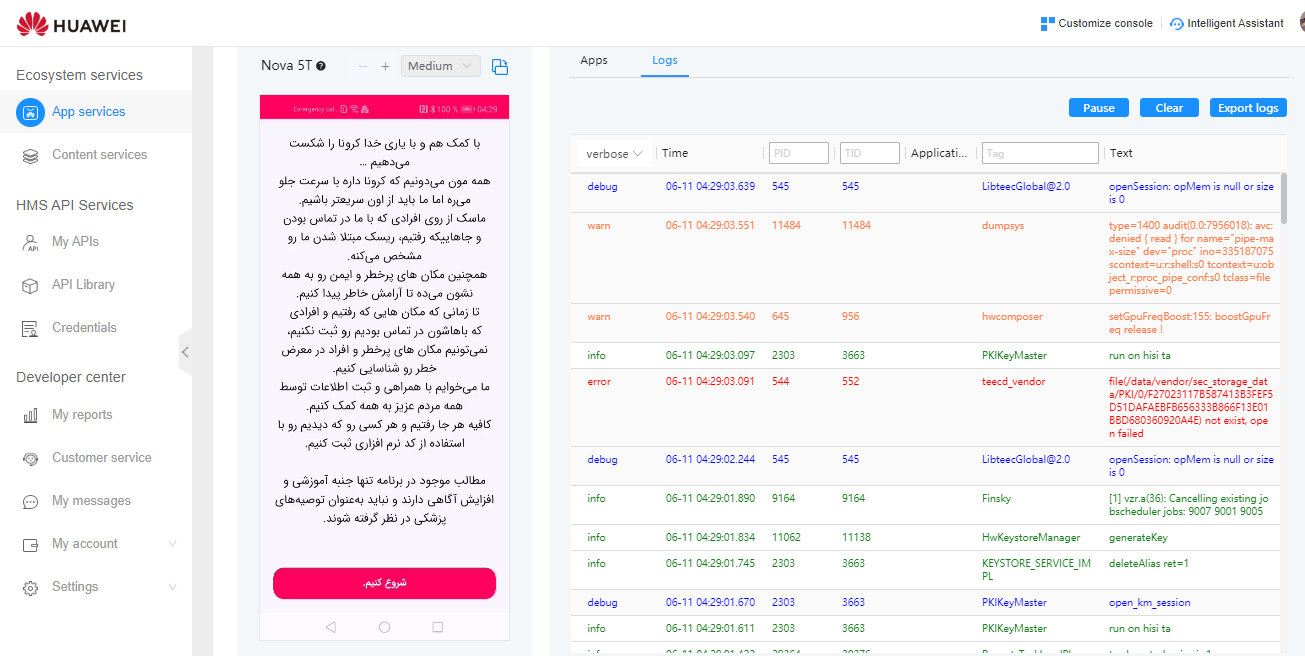 HUAWEI
Customize console
Intelligent Assistant
Ecosystem services
App services
Content services
HMS API Services
My APIs
API Library
Credentials
Developer center
My reports
Customer service
My messages
My account
Settings
Nova 5T
Medium
Emergency cal...
100 %
04:29
با کمک هم و با یاری خدا کرونا را شکست
می‌دهیم ...
همه مون می‌دونیم که کرونا داره با سرعت جلو
می‌ره اما ما باید از اون سریعتر باشیم.
ماسک از روی افرادی که با ما در تماس بودن
و جاهاییکه رفتیم، ریسک مبتلا شدن ما رو
مشخص می‌کنه.
همچنین مکان های پرخطر و ایمن رو به همه
نشون می‌ده تا آرامش خاطر پیدا کنیم.
تا زمانی که مکان هایی که رفتیم و افرادی
که باهاشون در تماس بودیم رو ثبت نکنیم،
نمی‌تونیم مکان های پرخطر و افراد در معرض
خطر رو شناسایی کنیم.
ما می‌خوایم با همراهی و ثبت اطلاعات توسط
همه مردم عزیز به همه کمک کنیم.
کافیه هر جا رفتیم و هر کسی رو که دیدیم رو با
استفاده از کد نرم افزاری ثبت کنیم.
مطالب موجود در برنامه تنها جنبه آموزشی و
افزایش آگاهی دارند و نباید به‌عنوان توصیه‌های
پزشکی در نظر گرفته شوند.
شروع کنیم.
Apps Logs
Pause Clear Export logs
verbose Time PID TID Applicati... Tag Text
debug 06-11 04:29:03.639 545 545 LibteecGlobal@2.0 openSession: opMem is null or size
is 0
warn 06-11 04:29:03.551 11484 11484 dumpsys type=1400 audit(0.0:7956018): avc:
denied { read } for name="pipe-ma
x-size" dev="proc" ino=335187075
scontext=u:r:shell:s0 tcontext=u:ob
ject_r:proc_pipe_conf:s0 tclass=file
permissive=0
warn 06-11 04:29:03.540 645 956 hwcomposer setGpuFreqBoost:155: boostGpuFr
eq release !
info 06-11 04:29:03.097 2303 3663 PKIKeyMaster run on hisi ta
error 06-11 04:29:03.091 544 552 teecd_vendor file(/data/vendor/sec_storage_dat
a/PKI/0/F27023117B587413B3FEF5
D51DAFAEBFB656333B866F13E01
BBD680360920A4E) not exist, ope
n failed
debug 06-11 04:29:02.244 545 545 LibteecGlobal@2.0 openSession: opMem is null or size
is 0
info 06-11 04:29:01.890 9164 9164 Finsky [1] vzr.a(36): Cancelling existing jo
bscheduler jobs: 9007 9001 9005
info 06-11 04:29:01.834 11062 11138 HwKeystoreManager generateKey
info 06-11 04:29:01.745 2303 3663 KEYSTORE_SERVICE_IM deleteAlias ret=1
PL
debug 06-11 04:29:01.670 2303 3663 PKIKeyMaster open_km_session
info 06-11 04:29:01.611 2303 3663 PKIKeyMaster run on hisi ta